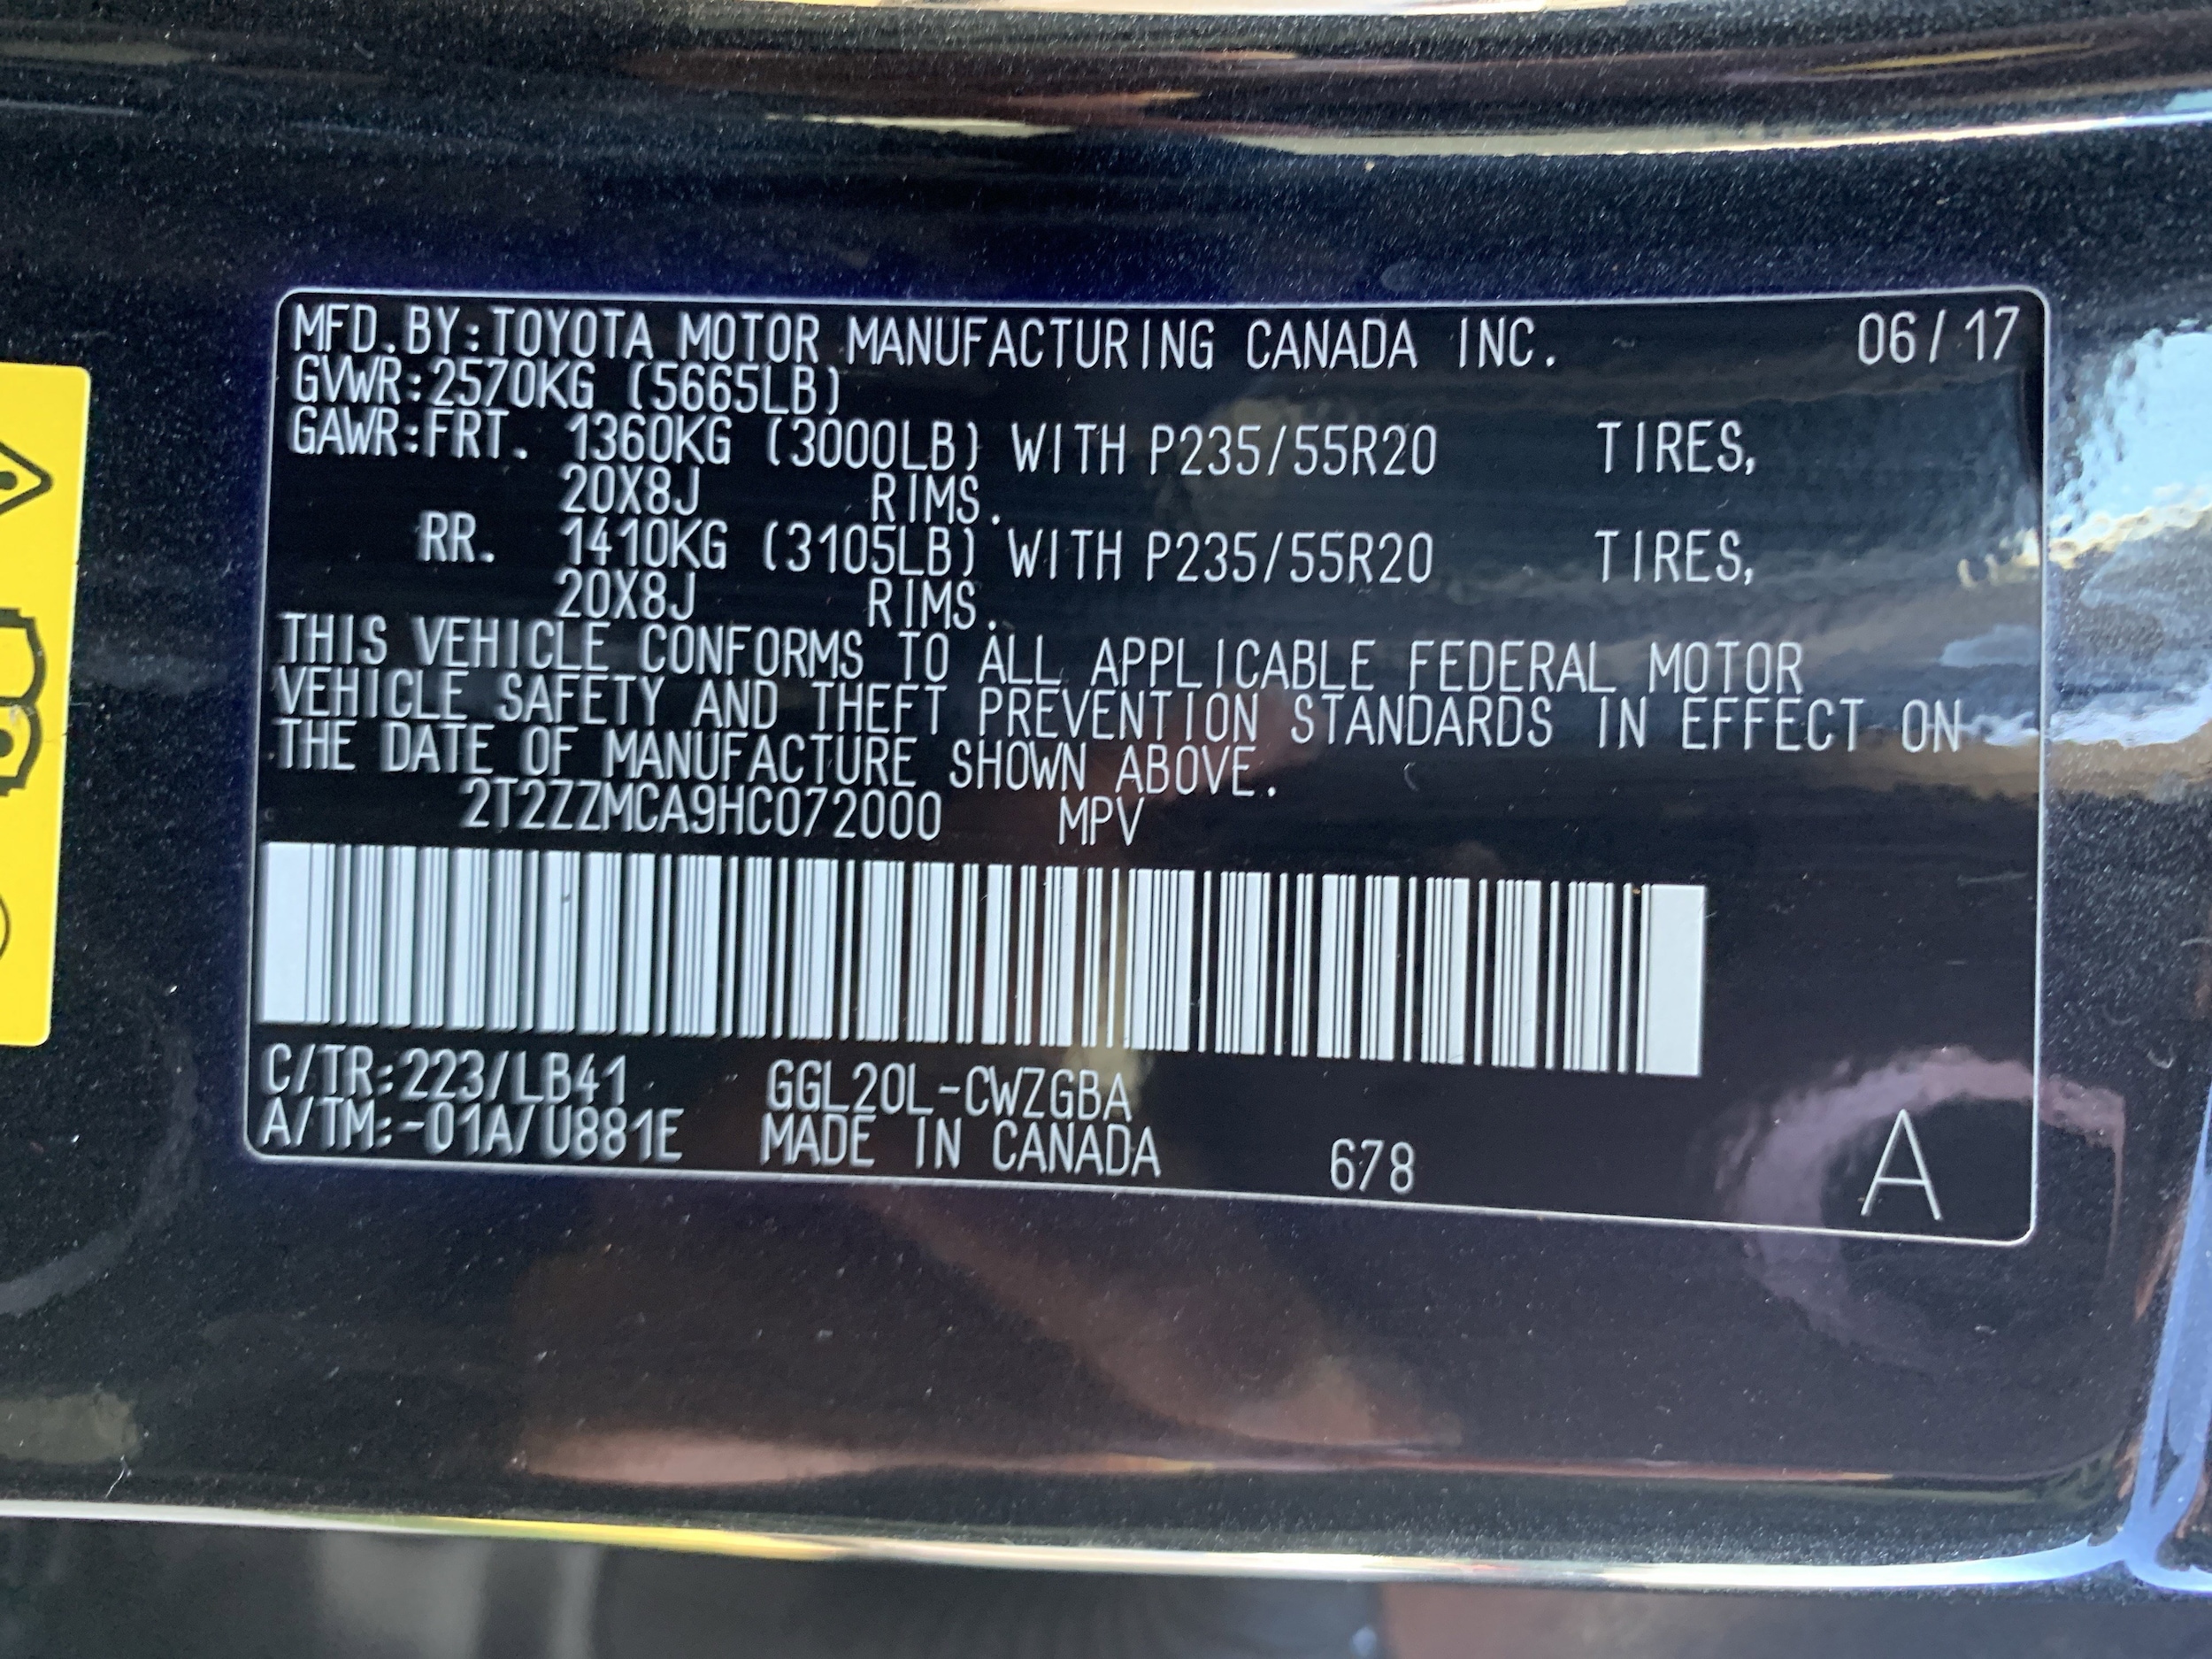 MFD.BY:TOYOTA MOTOR MANUFACTURING CANADA INC. 06/17
GVWR:2570KG (5665LB)
GAWR:FRT. 1360KG (3000LB) WITH P235/55R20 TIRES,
20X8J RIMS.
RR. 1410KG (3105LB) WITH P235/55R20 TIRES,
20X8J RIMS.
THIS VEHICLE CONFORMS TO ALL APPLICABLE FEDERAL MOTOR
VEHICLE SAFETY AND THEFT PREVENTION STANDARDS IN EFFECT ON
THE DATE OF MANUFACTURE SHOWN ABOVE.
2T2ZZMCA9HC072000 MPV
C/TR:223/LB41 GGL20L-CWZGBA
A/TM:-01A/U881E MADE IN CANADA 678 A